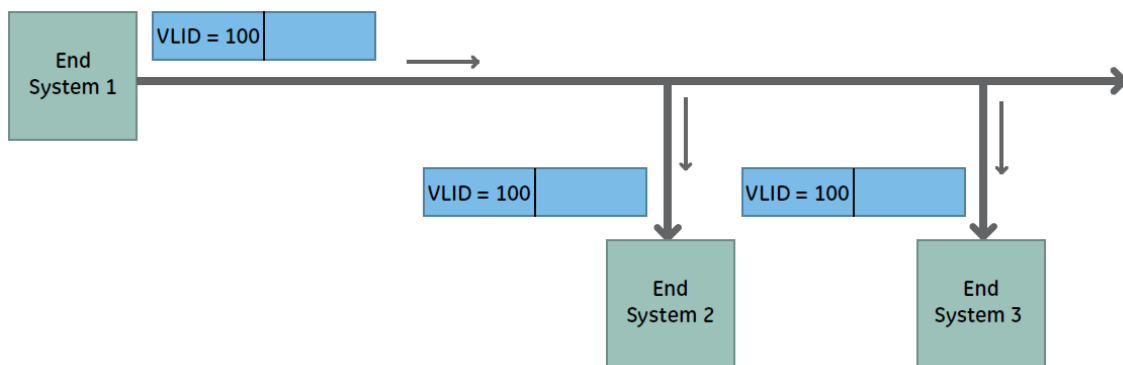 End
System 1
VLID = 100
VLID = 100
VLID = 100
End
System 2
End
System 3